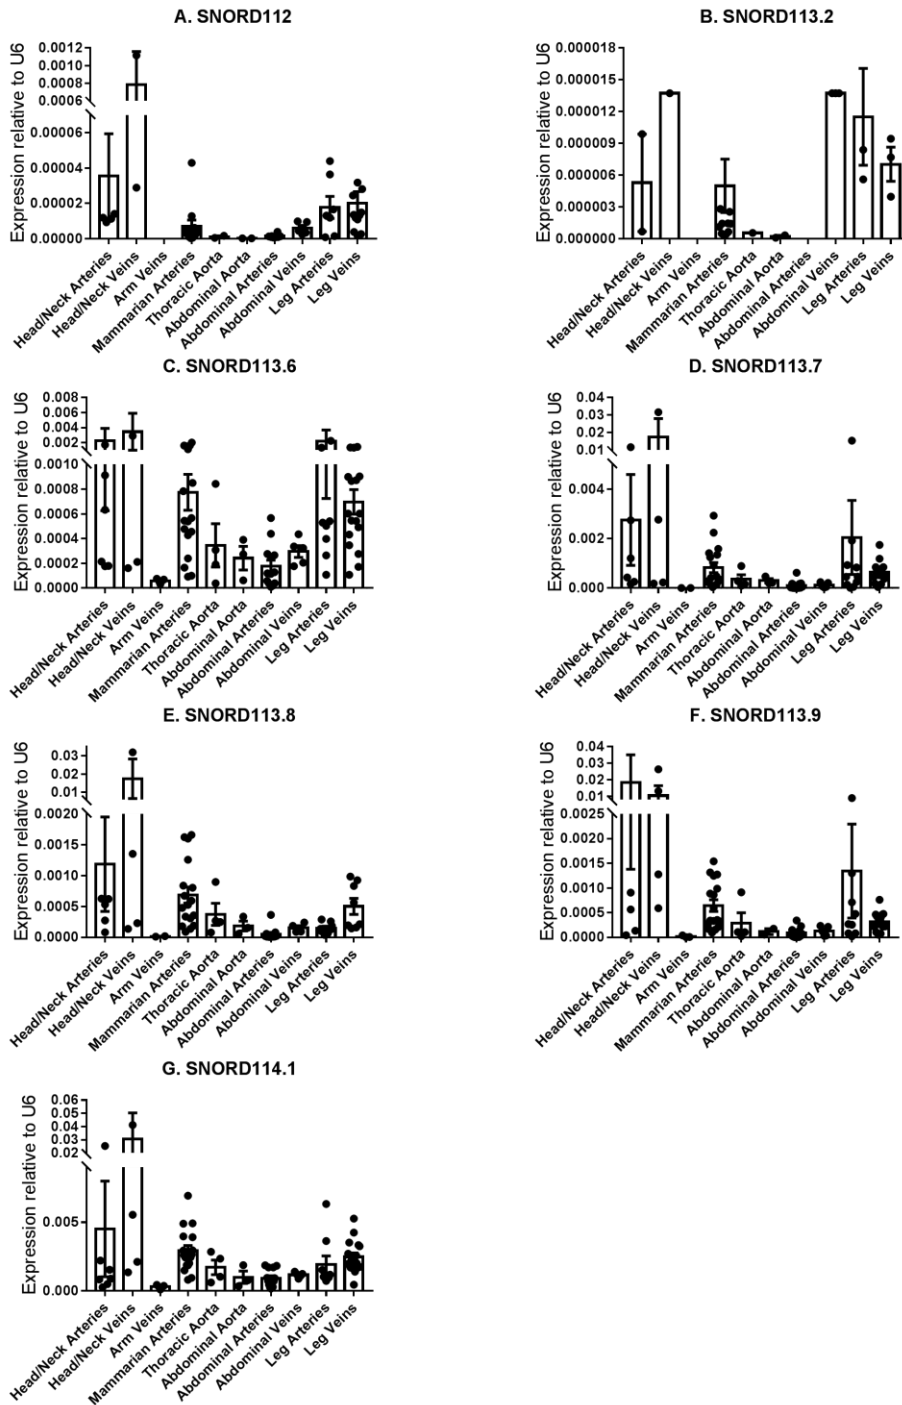 A. SNORD112
Expression relative to U6
0.0012
0.0010
0.0008
0.0006
0.00006
0.00004
0.00002
0.00000
Head/Neck Arteries
Head/Neck Veins
Arm Veins
Mammarian Arteries
Thoracic Aorta
Abdominal Aorta
Abdominal Arteries
Abdominal Veins
Leg Arteries
Leg Veins
B. SNORD113.2
Expression relative to U6
0.000018
0.000015
0.000012
0.000009
0.000006
0.000003
0.000000
Head/Neck Arteries
Head/Neck Veins
Arm Veins
Mammarian Arteries
Thoracic Aorta
Abdominal Aorta
Abdominal Arteries
Abdominal Veins
Leg Arteries
Leg Veins
C. SNORD113.6
Expression relative to U6
0.008
0.006
0.004
0.002
0.0010
0.0008
0.0006
0.0004
0.0002
0.0000
Head/Neck Arteries
Head/Neck Veins
Arm Veins
Mammarian Arteries
Thoracic Aorta
Abdominal Aorta
Abdominal Arteries
Abdominal Veins
Leg Arteries
Leg Veins
D. SNORD113.7
Expression relative to U6
0.04
0.03
0.02
0.01
0.004
0.002
0.000
Head/Neck Arteries
Head/Neck Veins
Arm Veins
Mammarian Arteries
Thoracic Aorta
Abdominal Aorta
Abdominal Arteries
Abdominal Veins
Leg Arteries
Leg Veins
E. SNORD113.8
Expression relative to U6
0.03
0.02
0.01
0.0020
0.0015
0.0010
0.0005
0.0000
Head/Neck Arteries
Head/Neck Veins
Arm Veins
Mammarian Arteries
Thoracic Aorta
Abdominal Aorta
Abdominal Arteries
Abdominal Veins
Leg Arteries
Leg Veins
F. SNORD113.9
Expression relative to U6
0.04
0.03
0.02
0.01
0.0025
0.0020
0.0015
0.0010
0.0005
0.0000
Head/Neck Arteries
Head/Neck Veins
Arm Veins
Mammarian Arteries
Thoracic Aorta
Abdominal Aorta
Abdominal Arteries
Abdominal Veins
Leg Arteries
Leg Veins
G. SNORD114.1
Expression relative to U6
0.06
0.05
0.04
0.03
0.02
0.005
0.000
Head/Neck Arteries
Head/Neck Veins
Arm Veins
Mammarian Arteries
Thoracic Aorta
Abdominal Aorta
Abdominal Arteries
Abdominal Veins
Leg Arteries
Leg Veins